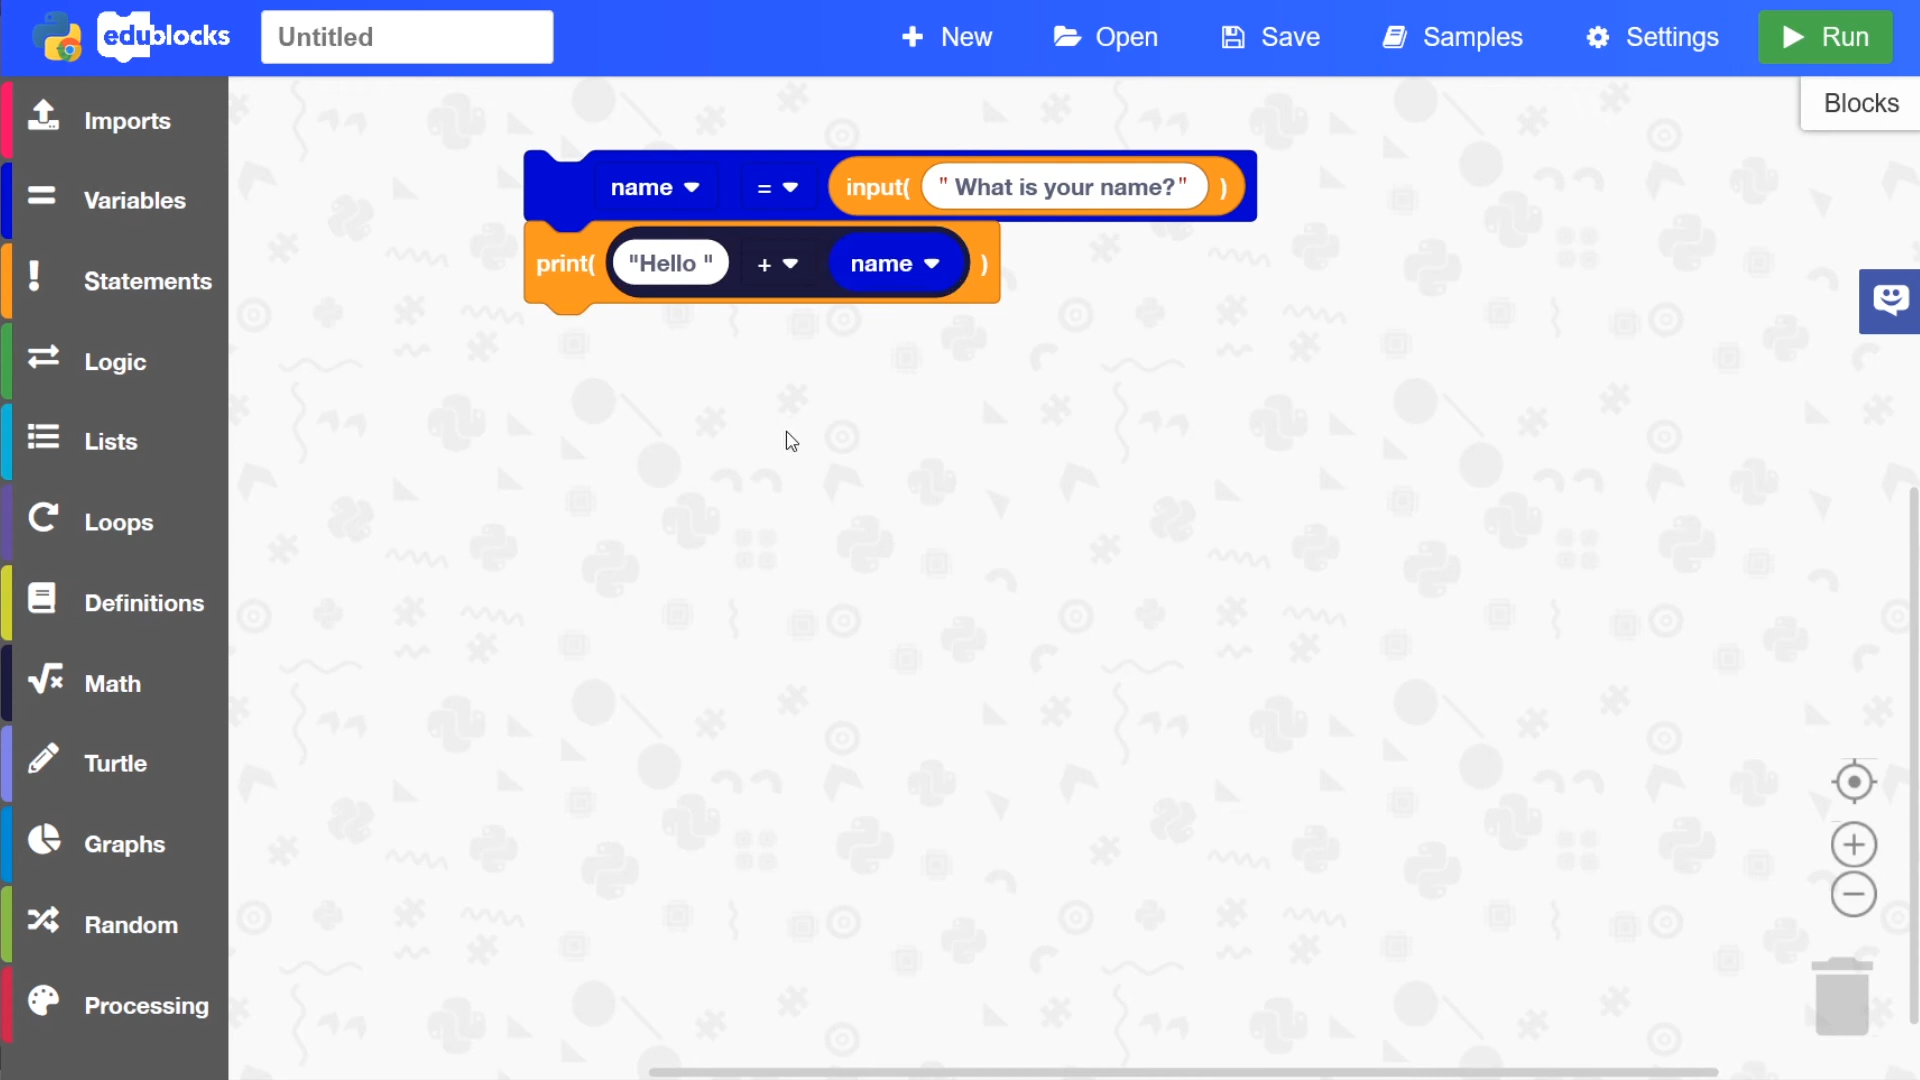 edublocks
Untitled
New
Open
Save
Samples
Settings
Run
Blocks
Imports
Variables
Statements
Logic
Lists
Loops
Definitions
Math
Turtle
Graphs
Random
Processing
name = input( " What is your name?" )
print( "Hello " + name )